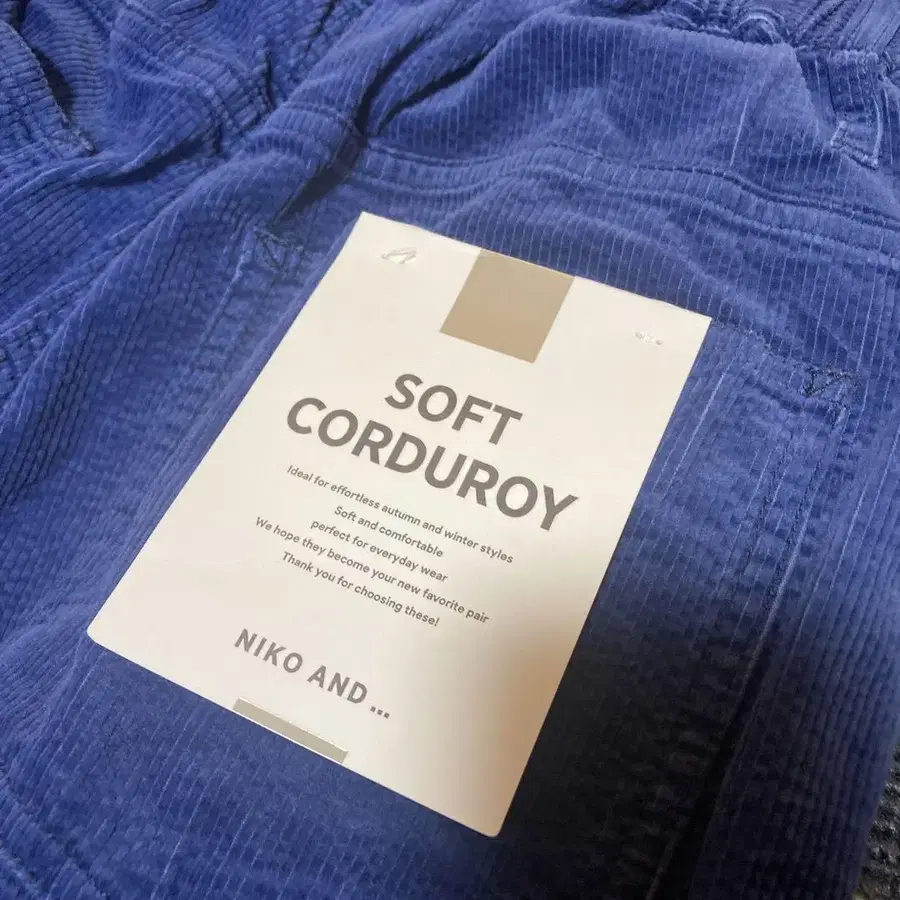 SOFT
CORDUROY
Ideal for effortless autumn and winter styles
Soft and comfortable
perfect for everyday wear
We hope they become your new favorite pair
Thank you for choosing these!
NIKO AND ...